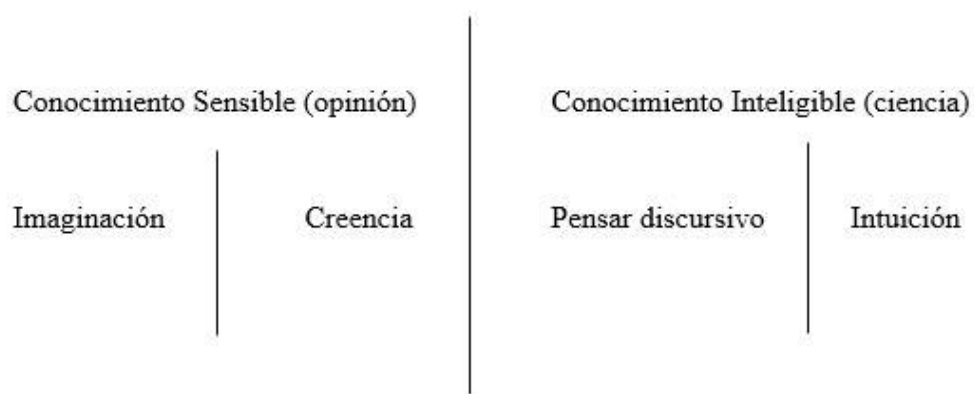 Conocimiento Sensible (opinión)
Conocimiento Inteligible (ciencia)
Imaginación
Creencia
Pensar discursivo
Intuición